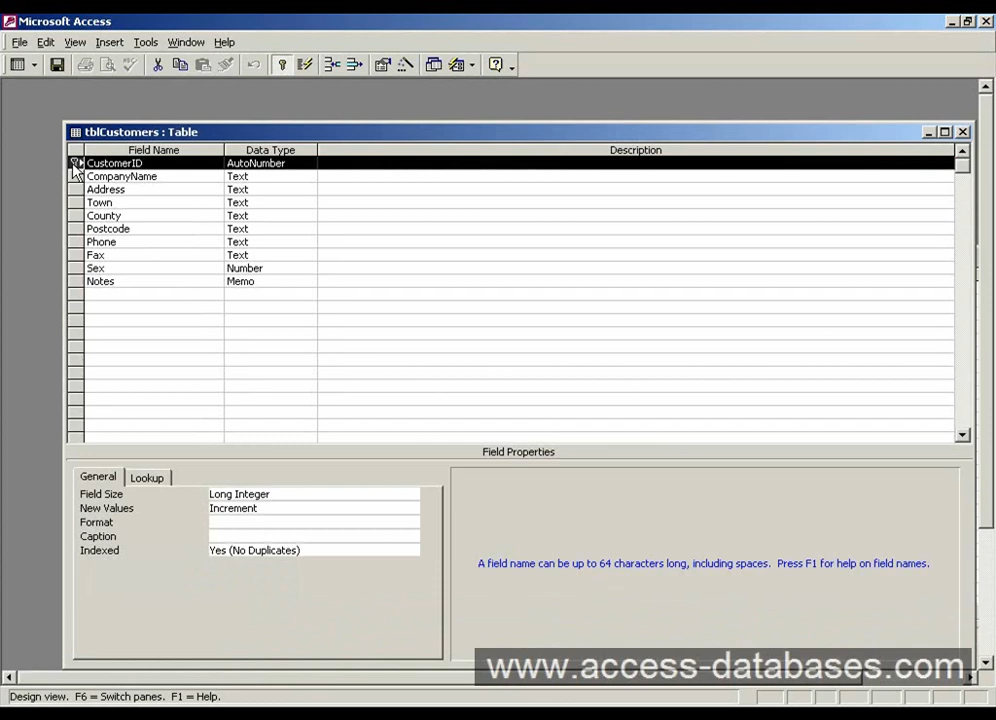 Microsoft Access
File Edit View Insert Tools Window Help
tblCustomers : Table
Field Name Data Type Description
CustomerID AutoNumber
CompanyName Text
Address Text
Town Text
County Text
Postcode Text
Phone Text
Fax Text
Sex Number
Notes Memo
Field Properties
General Lookup
Field Size Long Integer
New Values Increment
Format
Caption
Indexed Yes (No Duplicates)
A field name can be up to 64 characters long, including spaces. Press F1 for help on field names.
www.access-databases.com
Design view. F6 = Switch panes. F1 = Help.